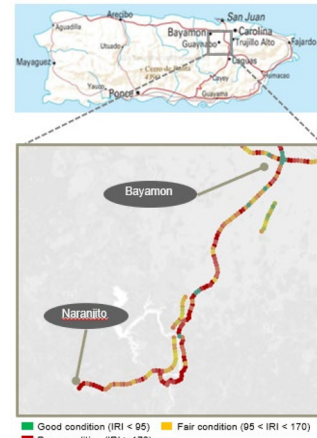 San Juan
Arecibo
Aguadilla
Bayamon
Carolina
Utuado
Guaynabo
Trujillo Alto
Fajardo
Mayaguez
Caguas
Yauco
Cayey
Humacao
Ponce
Guayama
Bayamon
Naranjito
Good condition (IRI < 95) Fair condition (95 < IRI < 170)